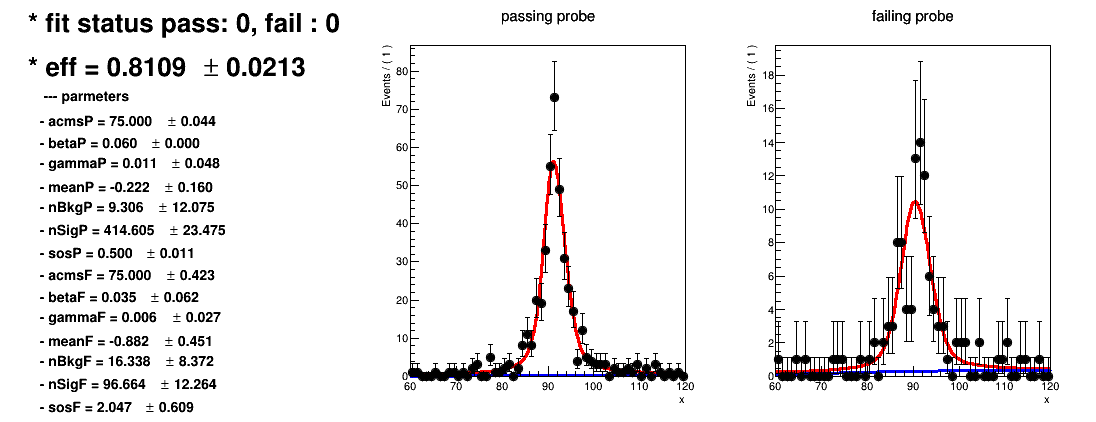 * fit status pass: 0, fail : 0
* eff = 0.8109 ± 0.0213
--- parmeters
- acmsP = 75.000 ± 0.044
- betaP = 0.060 ± 0.000
- gammaP = 0.011 ± 0.048
- meanP = -0.222 ± 0.160
- nBkgP = 9.306 ± 12.075
- nSigP = 414.605 ± 23.475
- sosP = 0.500 ± 0.011
- acmsF = 75.000 ± 0.423
- betaF = 0.035 ± 0.062
- gammaF = 0.006 ± 0.027
- meanF = -0.882 ± 0.451
- nBkgF = 16.338 ± 8.372
- nSigF = 96.664 ± 12.264
- sosF = 2.047 ± 0.609
passing probe
Events / ( 1 )
80
70
60
50
40
30
20
10
0
60 70 80 90 100 110 120
x
failing probe
Events / ( 1 )
18
16
14
12
10
8
6
4
2
0
60 70 80 90 100 110 120
x